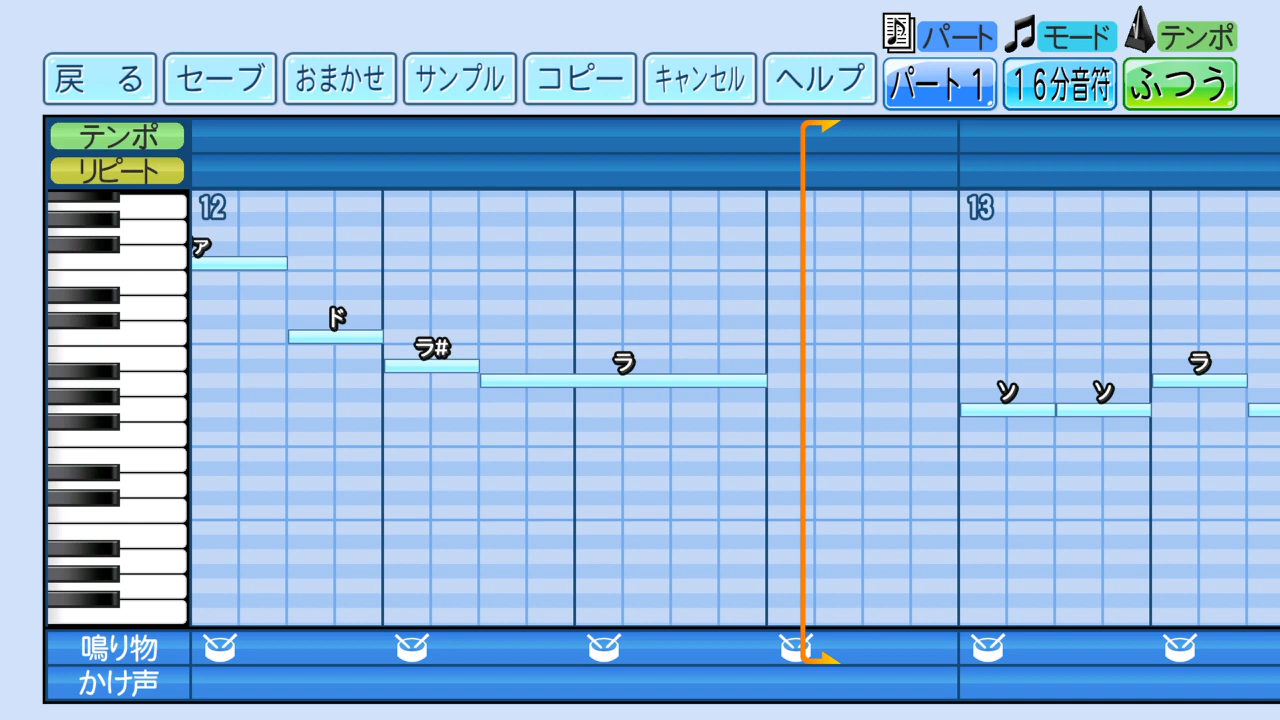 パート モード テンポ
戻る セーブ おまかせ サンプル コピー キャンセル ヘルプ パート1 16分音符 ふつう
テンポ
リピート
12 13
ァ
ド
ラ# ラ ラ
ソ ソ
鳴り物
かけ声